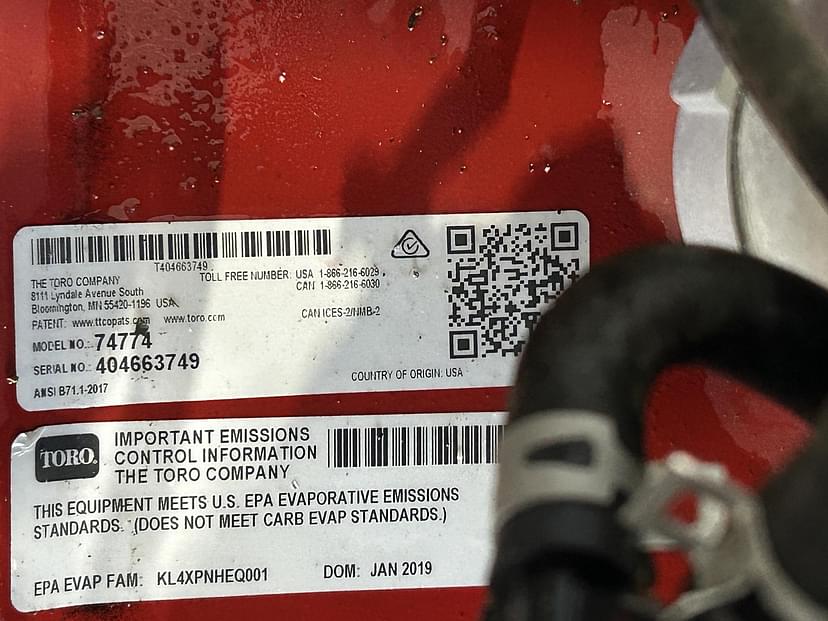 T404663749
THE TORO COMPANY
8111 Lyndale Avenue South
Bloomington, MN 55420-1196 USA
TOLL FREE NUMBER: USA 1-866-216-6029
CAN 1-866-216-6030
PATENT: www.ttcopats.com www.toro.com
CAN ICES-2/NMB-2
MODEL NO.: 74774
SERIAL NO.: 404663749
ANSI B71.1-2017
COUNTRY OF ORIGIN: USA
TORO.
IMPORTANT EMISSIONS
CONTROL INFORMATION
THE TORO COMPANY
THIS EQUIPMENT MEETS U.S. EPA EVAPORATIVE EMISSIONS
STANDARDS. (DOES NOT MEET CARB EVAP STANDARDS.)
EPA EVAP FAM: KL4XPNHEQ001 DOM: JAN 2019